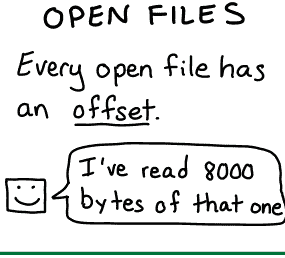 OPEN FILES
Every open file has
an offset.
I've read 8000
bytes of that one